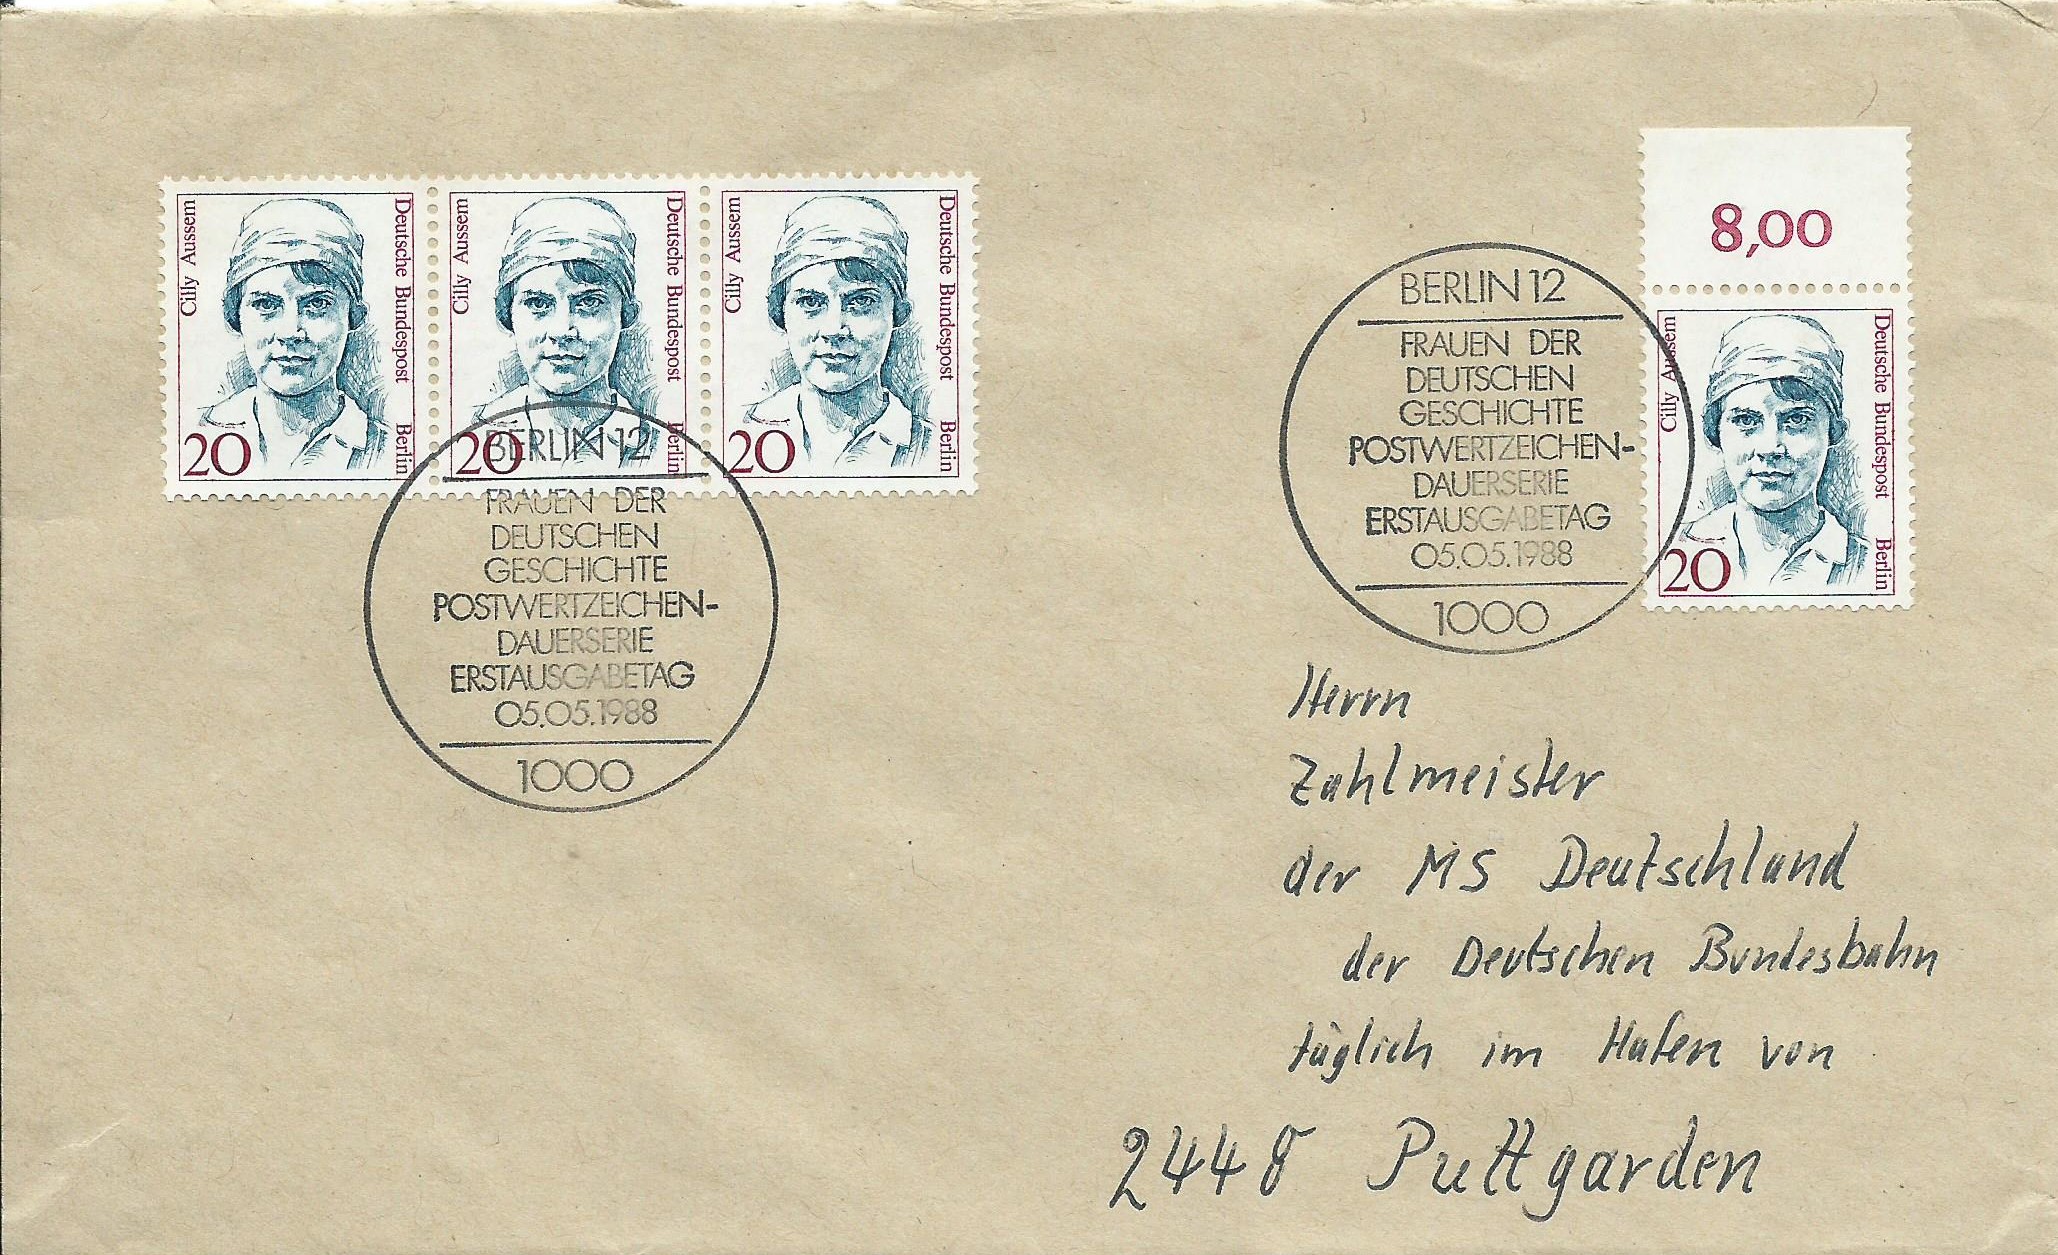 Cilly Aussem
Deutsche Bundespost Berlin
20
Cilly Aussem
Deutsche Bundespost Berlin
20
Cilly Aussem
Deutsche Bundespost Berlin
20
BERLIN 12
FRAUEN DER
DEUTSCHEN
GESCHICHTE
POSTWERTZEICHEN-
DAUERSERIE
ERSTAUSGABETAG
05.05.1988
1000
8,00
Cilly Aussem
Deutsche Bundespost Berlin
20
BERLIN 12
FRAUEN DER
DEUTSCHEN
GESCHICHTE
POSTWERTZEICHEN-
DAUERSERIE
ERSTAUSGABETAG
05.05.1988
1000
Herrn
Zahlmeister
der MS Deutschland
der Deutschen Bundesbahn
täglich im Hafen von
2448 Puttgarden